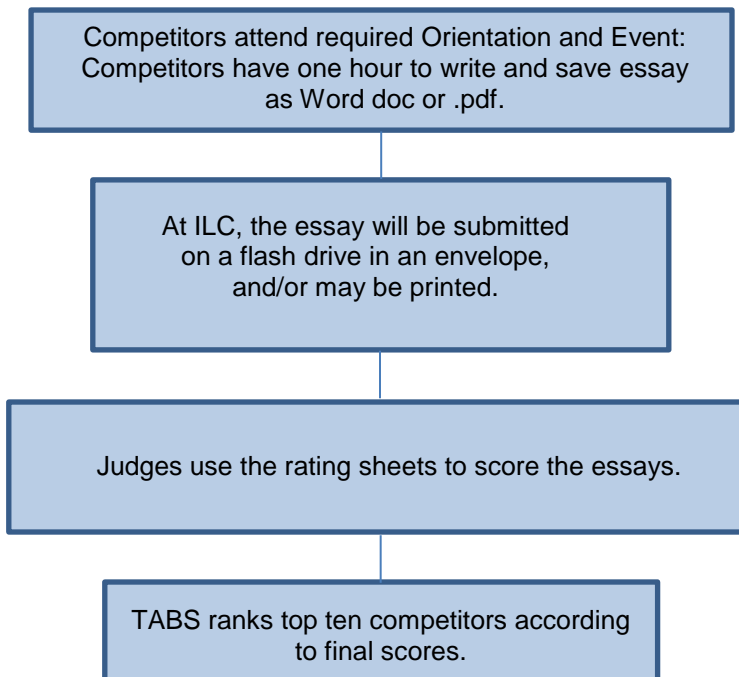 Competitors attend required Orientation and Event:
Competitors have one hour to write and save essay
as Word doc or .pdf.
At ILC, the essay will be submitted
on a flash drive in an envelope,
and/or may be printed.
Judges use the rating sheets to score the essays.
TABS ranks top ten competitors according
to final scores.